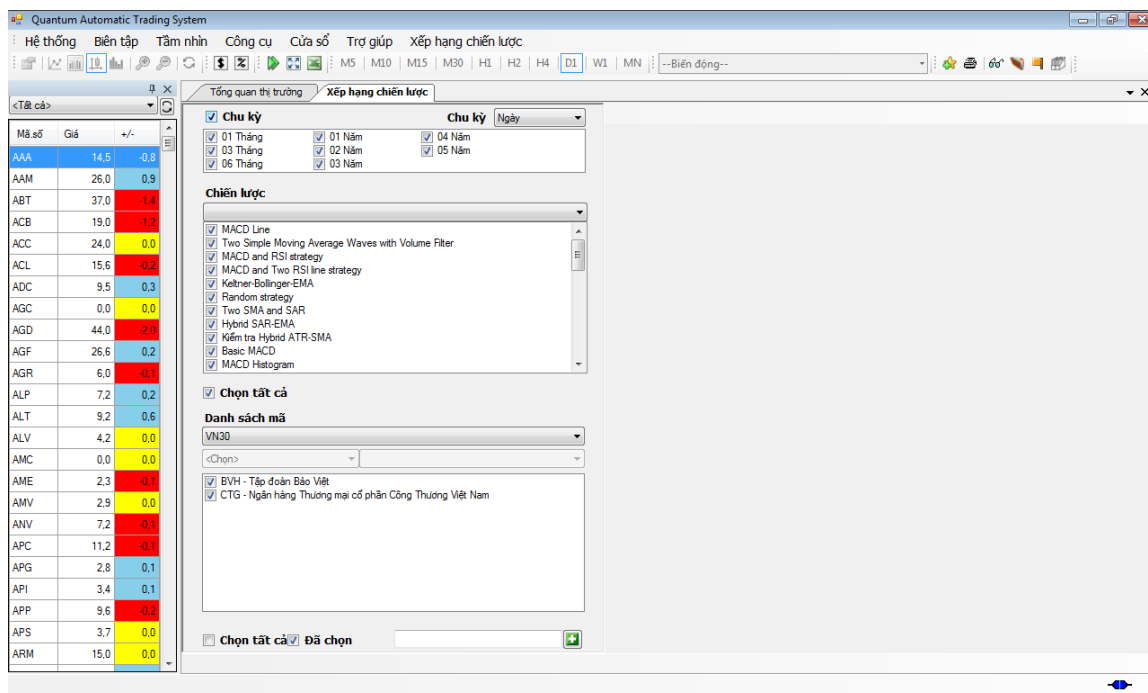 Quantum Automatic Trading System
Hệ thống Biên tập Tầm nhìn Công cụ Cửa sổ Trợ giúp Xếp hạng chiến lược
M5 M10 M15 M30 H1 H2 H4 D1 W1 MN --Biến động--
Tổng quan thị trường Xếp hạng chiến lược
<Tất cả>
Mã số Giá +/-
AAA 14,5 -0,8
AAM 26,0 0,9
ABT 37,0 -1,4
ACB 19,0 -1,2
ACC 24,0 0,0
ACL 15,6 -0,2
ADC 9,5 0,3
AGC 0,0 0,0
AGD 44,0 -2,0
AGF 26,6 0,2
AGR 6,0 -0,1
ALP 7,2 0,2
ALT 9,2 0,6
ALV 4,2 0,0
AMC 0,0 0,0
AME 2,3 -0,1
AMV 2,9 0,0
ANV 7,2 -0,1
APC 11,2 -0,1
APG 2,8 0,1
API 3,4 0,1
APP 9,6 -0,2
APS 3,7 0,0
ARM 15,0 0,0
Chu kỳ Chu kỳ Ngày
01 Tháng 01 Năm 04 Năm
03 Tháng 02 Năm 05 Năm
06 Tháng 03 Năm
Chiến lược
MACD Line
Two Simple Moving Average Waves with Volume Filter
MACD and RSI strategy
MACD and Two RSI line strategy
Keltner-Bollinger-EMA
Random strategy
Two SMA and SAR
Hybrid SAR-EMA
Kiểm tra Hybrid ATR-SMA
Basic MACD
MACD Histogram
Chọn tất cả
Danh sách mã
VN30
<Chọn>
BVH - Tập đoàn Bảo Việt
CTG - Ngân hàng Thương mại cổ phần Công Thương Việt Nam
Chọn tất cả Đã chọn